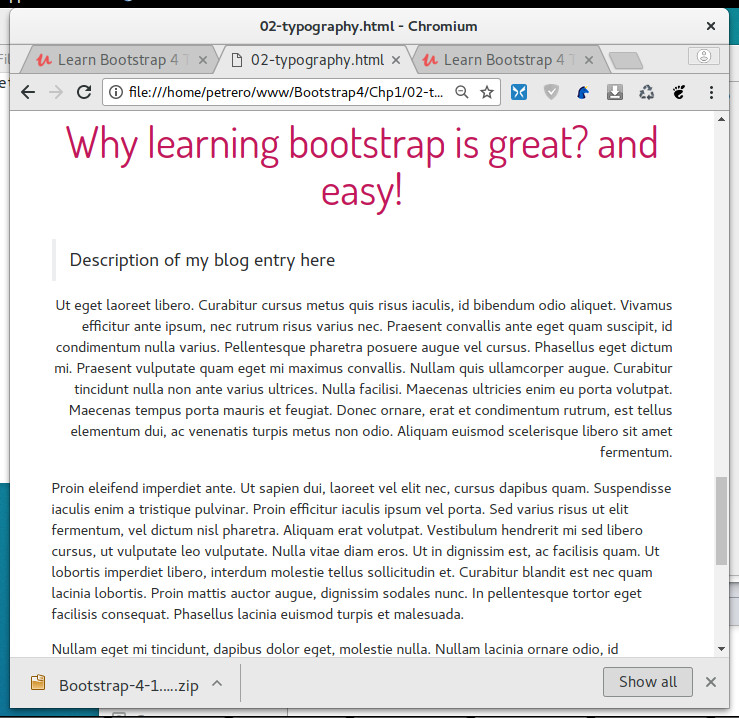 02-typography.html - Chromium
Learn Bootstrap 4 T
02-typography.html
Learn Bootstrap 4 T
file:///home/petrero/www/Bootstrap4/Chp1/02-t...
Why learning bootstrap is great? and
easy!
Description of my blog entry here
Ut eget laoreet libero. Curabitur cursus metus quis risus iaculis, id bibendum odio aliquet. Vivamus
efficitur ante ipsum, nec rutrum risus varius nec. Praesent convallis ante eget quam suscipit, id
condimentum nulla varius. Pellentesque pharetra posuere augue vel cursus. Phasellus eget dictum
mi. Praesent vulputate quam eget mi maximus convallis. Nullam quis ullamcorper augue. Curabitur
tincidunt nulla non ante varius ultrices. Nulla facilisi. Maecenas ultricies enim eu porta volutpat.
Maecenas tempus porta mauris et feugiat. Donec ornare, erat et condimentum rutrum, est tellus
elementum dui, ac venenatis turpis metus non odio. Aliquam euismod scelerisque libero sit amet
fermentum.
Proin eleifend imperdiet ante. Ut sapien dui, laoreet vel elit nec, cursus dapibus quam. Suspendisse
iaculis enim a tristique pulvinar. Proin efficitur iaculis ipsum vel porta. Sed varius risus ut elit
fermentum, vel dictum nisl pharetra. Aliquam erat volutpat. Vestibulum hendrerit mi sed libero
cursus, ut vulputate leo vulputate. Nulla vitae diam eros. Ut in dignissim est, ac facilisis quam. Ut
lobortis imperdiet libero, interdum molestie tellus sollicitudin et. Curabitur blandit est nec quam
lacinia lobortis. Proin mattis auctor augue, dignissim sodales nunc. In pellentesque tortor eget
facilisis consequat. Phasellus lacinia euismod turpis et malesuada.
Nullam eget mi tincidunt, dapibus dolor eget, molestie nulla. Nullam lacinia ornare odio, id
Bootstrap-4-1.....zip
Show all